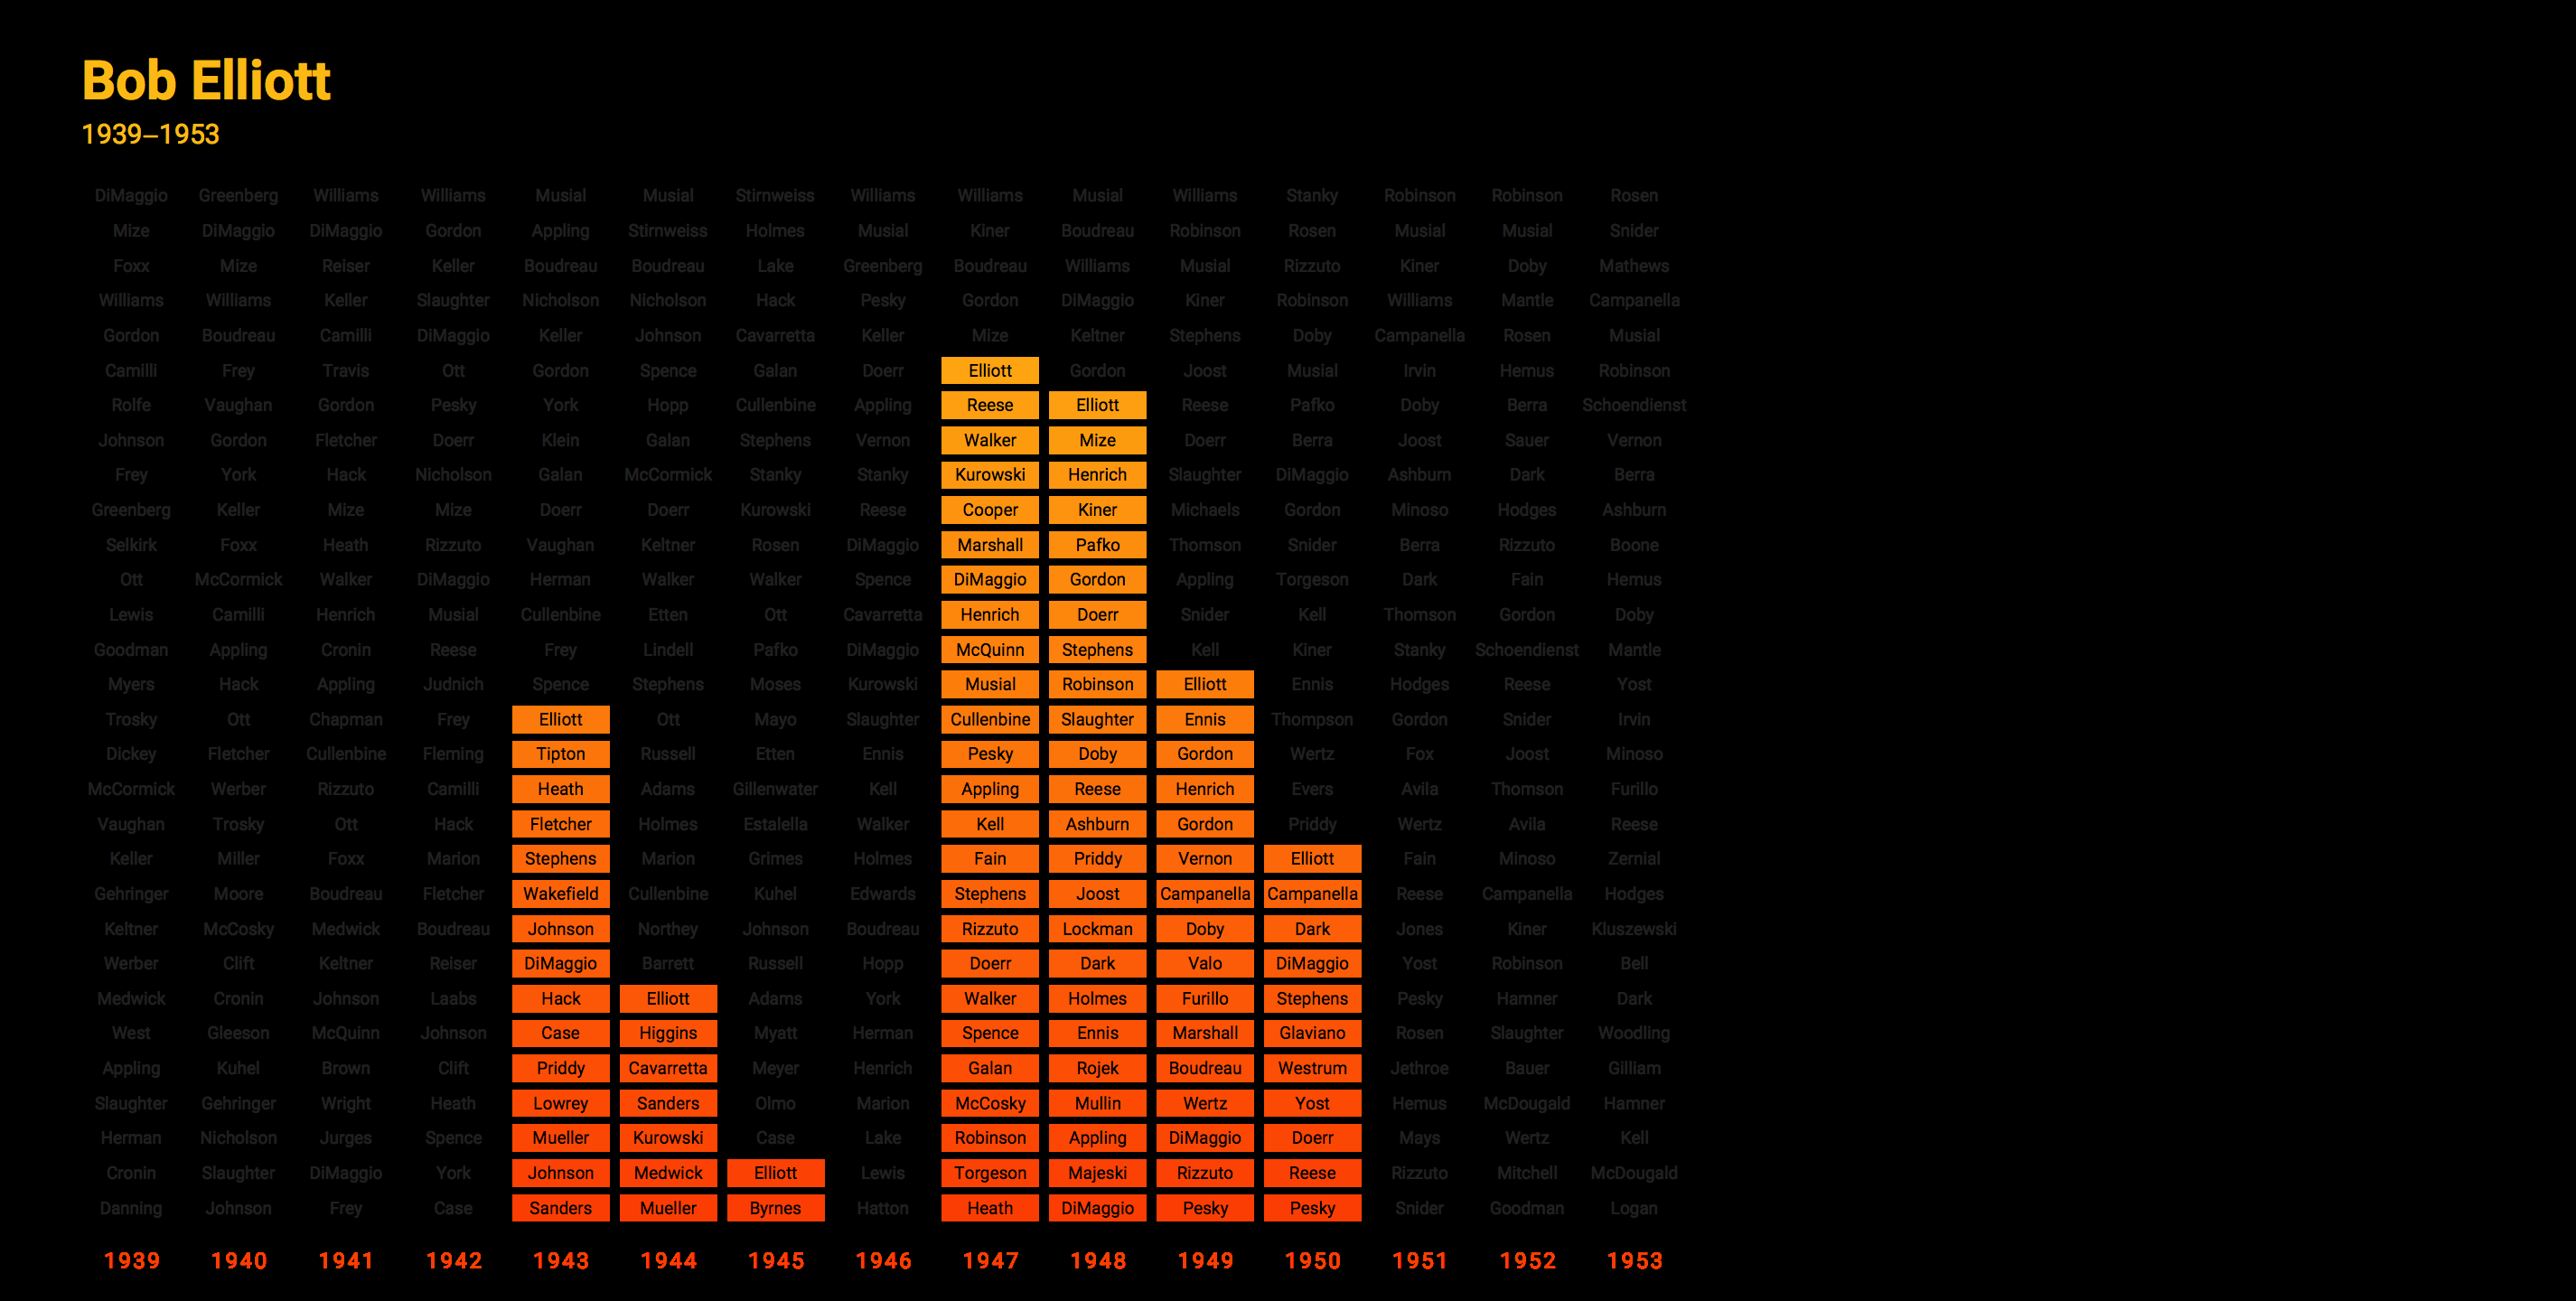 Bob Elliott
1939–1953
DiMaggio Greenberg Williams Williams Musial Musial Stirnweiss Williams Williams Musial Williams Stanky Robinson Robinson Rosen
Mize DiMaggio DiMaggio Gordon Appling Stirnweiss Holmes Musial Kiner Boudreau Robinson Rosen Musial Musial Snider
Foxx Mize Reiser Keller Boudreau Boudreau Lake Greenberg Boudreau Williams Musial Rizzuto Kiner Doby Mathews
Williams Williams Keller Slaughter Nicholson Nicholson Hack Pesky Gordon DiMaggio Kiner Robinson Williams Mantle Campanella
Gordon Boudreau Camilli DiMaggio Keller Johnson Cavarretta Keller Mize Keltner Stephens Doby Campanella Rosen Musial
Camilli Frey Travis Ott Gordon Spence Galan Doerr Elliott Gordon Joost Musial Irvin Hemus Robinson
Rolfe Vaughan Gordon Pesky York Hopp Cullenbine Appling Reese Elliott Reese Pafko Doby Berra Schoendienst
Johnson Gordon Fletcher Doerr Klein Galan Stephens Vernon Walker Mize Doerr Berra Joost Sauer Vernon
Frey York Hack Nicholson Galan McCormick Stanky Stanky Kurowski Henrich Slaughter DiMaggio Ashburn Dark Berra
Greenberg Keller Mize Mize Doerr Doerr Kurowski Reese Cooper Kiner Michaels Gordon Minoso Hodges Ashburn
Selkirk Foxx Heath Rizzuto Vaughan Keltner Rosen DiMaggio Marshall Pafko Thomson Snider Berra Rizzuto Boone
Ott McCormick Walker DiMaggio Herman Walker Walker Spence DiMaggio Gordon Appling Torgeson Dark Fain Hemus
Lewis Camilli Henrich Musial Cullenbine Etten Ott Cavarretta Henrich Doerr Snider Kell Thomson Gordon Doby
Goodman Appling Cronin Reese Frey Lindell Pafko DiMaggio McQuinn Stephens Kell Kiner Stanky Schoendienst Mantle
Myers Hack Appling Judnich Spence Stephens Moses Kurowski Musial Robinson Elliott Ennis Hodges Reese Yost
Trosky Ott Chapman Frey Elliott Ott Mayo Slaughter Cullenbine Slaughter Ennis Thompson Gordon Snider Irvin
Dickey Fletcher Cullenbine Fleming Tipton Russell Etten Ennis Pesky Doby Gordon Wertz Fox Joost Minoso
McCormick Werber Rizzuto Camilli Heath Adams Gillenwater Kell Appling Reese Henrich Evers Avila Thomson Furillo
Vaughan Trosky Ott Hack Fletcher Holmes Estalella Walker Kell Ashburn Gordon Priddy Wertz Avila Reese
Keller Miller Foxx Marion Stephens Marion Grimes Holmes Fain Priddy Vernon Elliott Fain Minoso Zernial
Gehringer Moore Boudreau Fletcher Wakefield Cullenbine Kuhel Edwards Stephens Joost Campanella Campanella Reese Campanella Hodges
Keltner McCosky Medwick Boudreau Johnson Northey Johnson Boudreau Rizzuto Lockman Doby Dark Jones Kiner Kluszewski
Werber Clift Keltner Reiser DiMaggio Barrett Russell Hopp Doerr Dark Valo DiMaggio Yost Robinson Bell
Medwick Cronin Johnson Laabs Hack Elliott Adams York Walker Holmes Furillo Stephens Pesky Hamner Dark
West Gleeson McQuinn Johnson Case Higgins Myatt Herman Spence Ennis Marshall Glaviano Rosen Slaughter Woodling
Appling Kuhel Brown Clift Priddy Cavarretta Meyer Henrich Galan Rojek Boudreau Westrum Jethroe Bauer Gilliam
Slaughter Gehringer Wright Heath Lowrey Sanders Olmo Marion McCosky Mullin Wertz Yost Hemus McDougald Hamner
Herman Nicholson Jurges Spence Mueller Kurowski Case Lake Robinson Appling DiMaggio Doerr Mays Wertz Kell
Cronin Slaughter DiMaggio York Johnson Medwick Elliott Lewis Torgeson Majeski Rizzuto Reese Rizzuto Mitchell McDougald
Danning Johnson Frey Case Sanders Mueller Byrnes Hatton Heath DiMaggio Pesky Pesky Snider Goodman Logan
1939 1940 1941 1942 1943 1944 1945 1946 1947 1948 1949 1950 1951 1952 1953